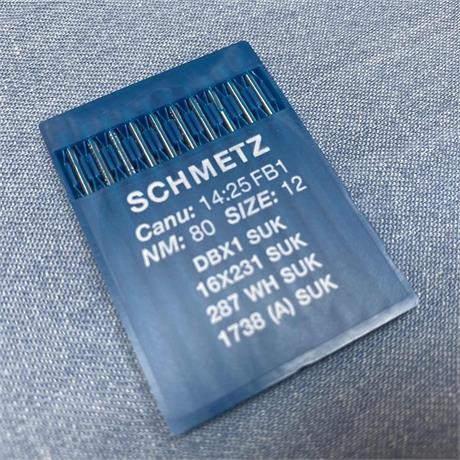 SCHMETZ
Canu: 14:25 FB1
NM: 80 SIZE: 12
DBX1 SUK
16X231 SUK
287 WH SUK
1738 (A) SUK